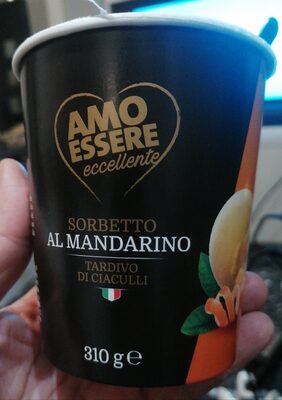 AMO
ESSERE
eccellente
SORBETTO
AL MANDARINO
TARDIVO
DI CIACULLI
310 g e